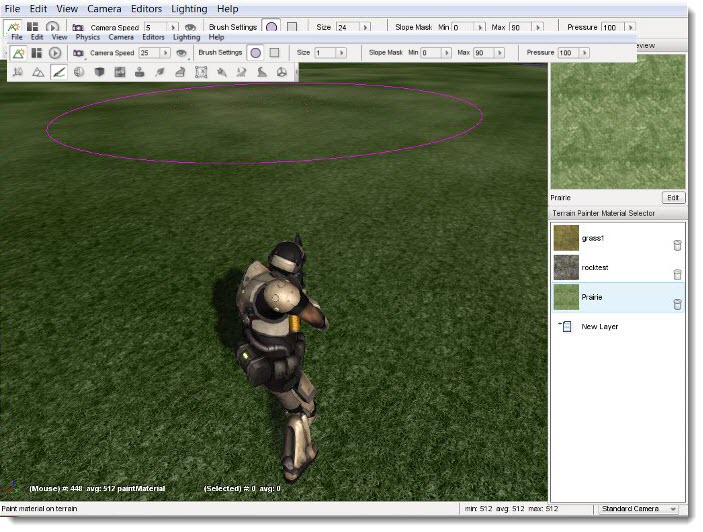 File Edit View Camera Editors Lighting Help
Camera Speed 5 Brush Settings Size 24 Slope Mask Min 0 Max 90 Pressure 100
File Edit View Physics Camera Editors Lighting Help
Camera Speed 25 Brush Settings Size 1 Slope Mask Min 0 Max 90 Pressure 100
Prairie Edit
Terrain Painter Material Selector
grass1
rocktest
Prairie
New Layer
(Mouse) #: 448 avg: 512 paintMaterial (Selected) #: 0 avg: 0
Paint material on terrain min: 512 avg: 512 max: 512 Standard Camera